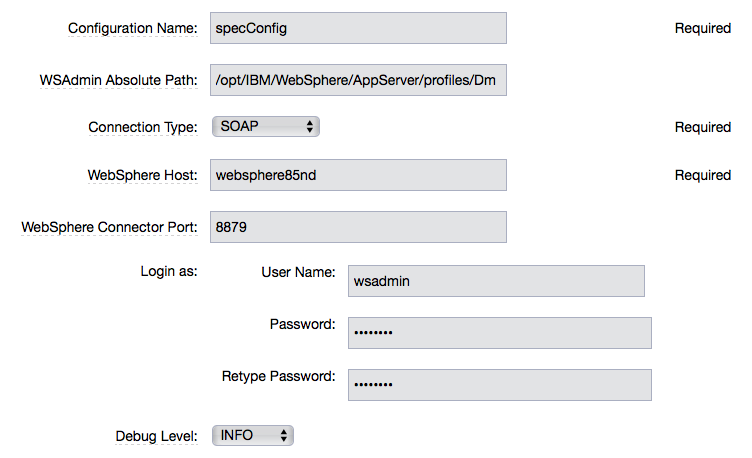 Configuration Name: specConfig Required
WSAdmin Absolute Path: /opt/IBM/WebSphere/AppServer/profiles/Dm
Connection Type: SOAP Required
WebSphere Host: websphere85nd Required
WebSphere Connector Port: 8879
Login as: User Name: wsadmin
Password: ••••••••
Retype Password: ••••••••
Debug Level: INFO